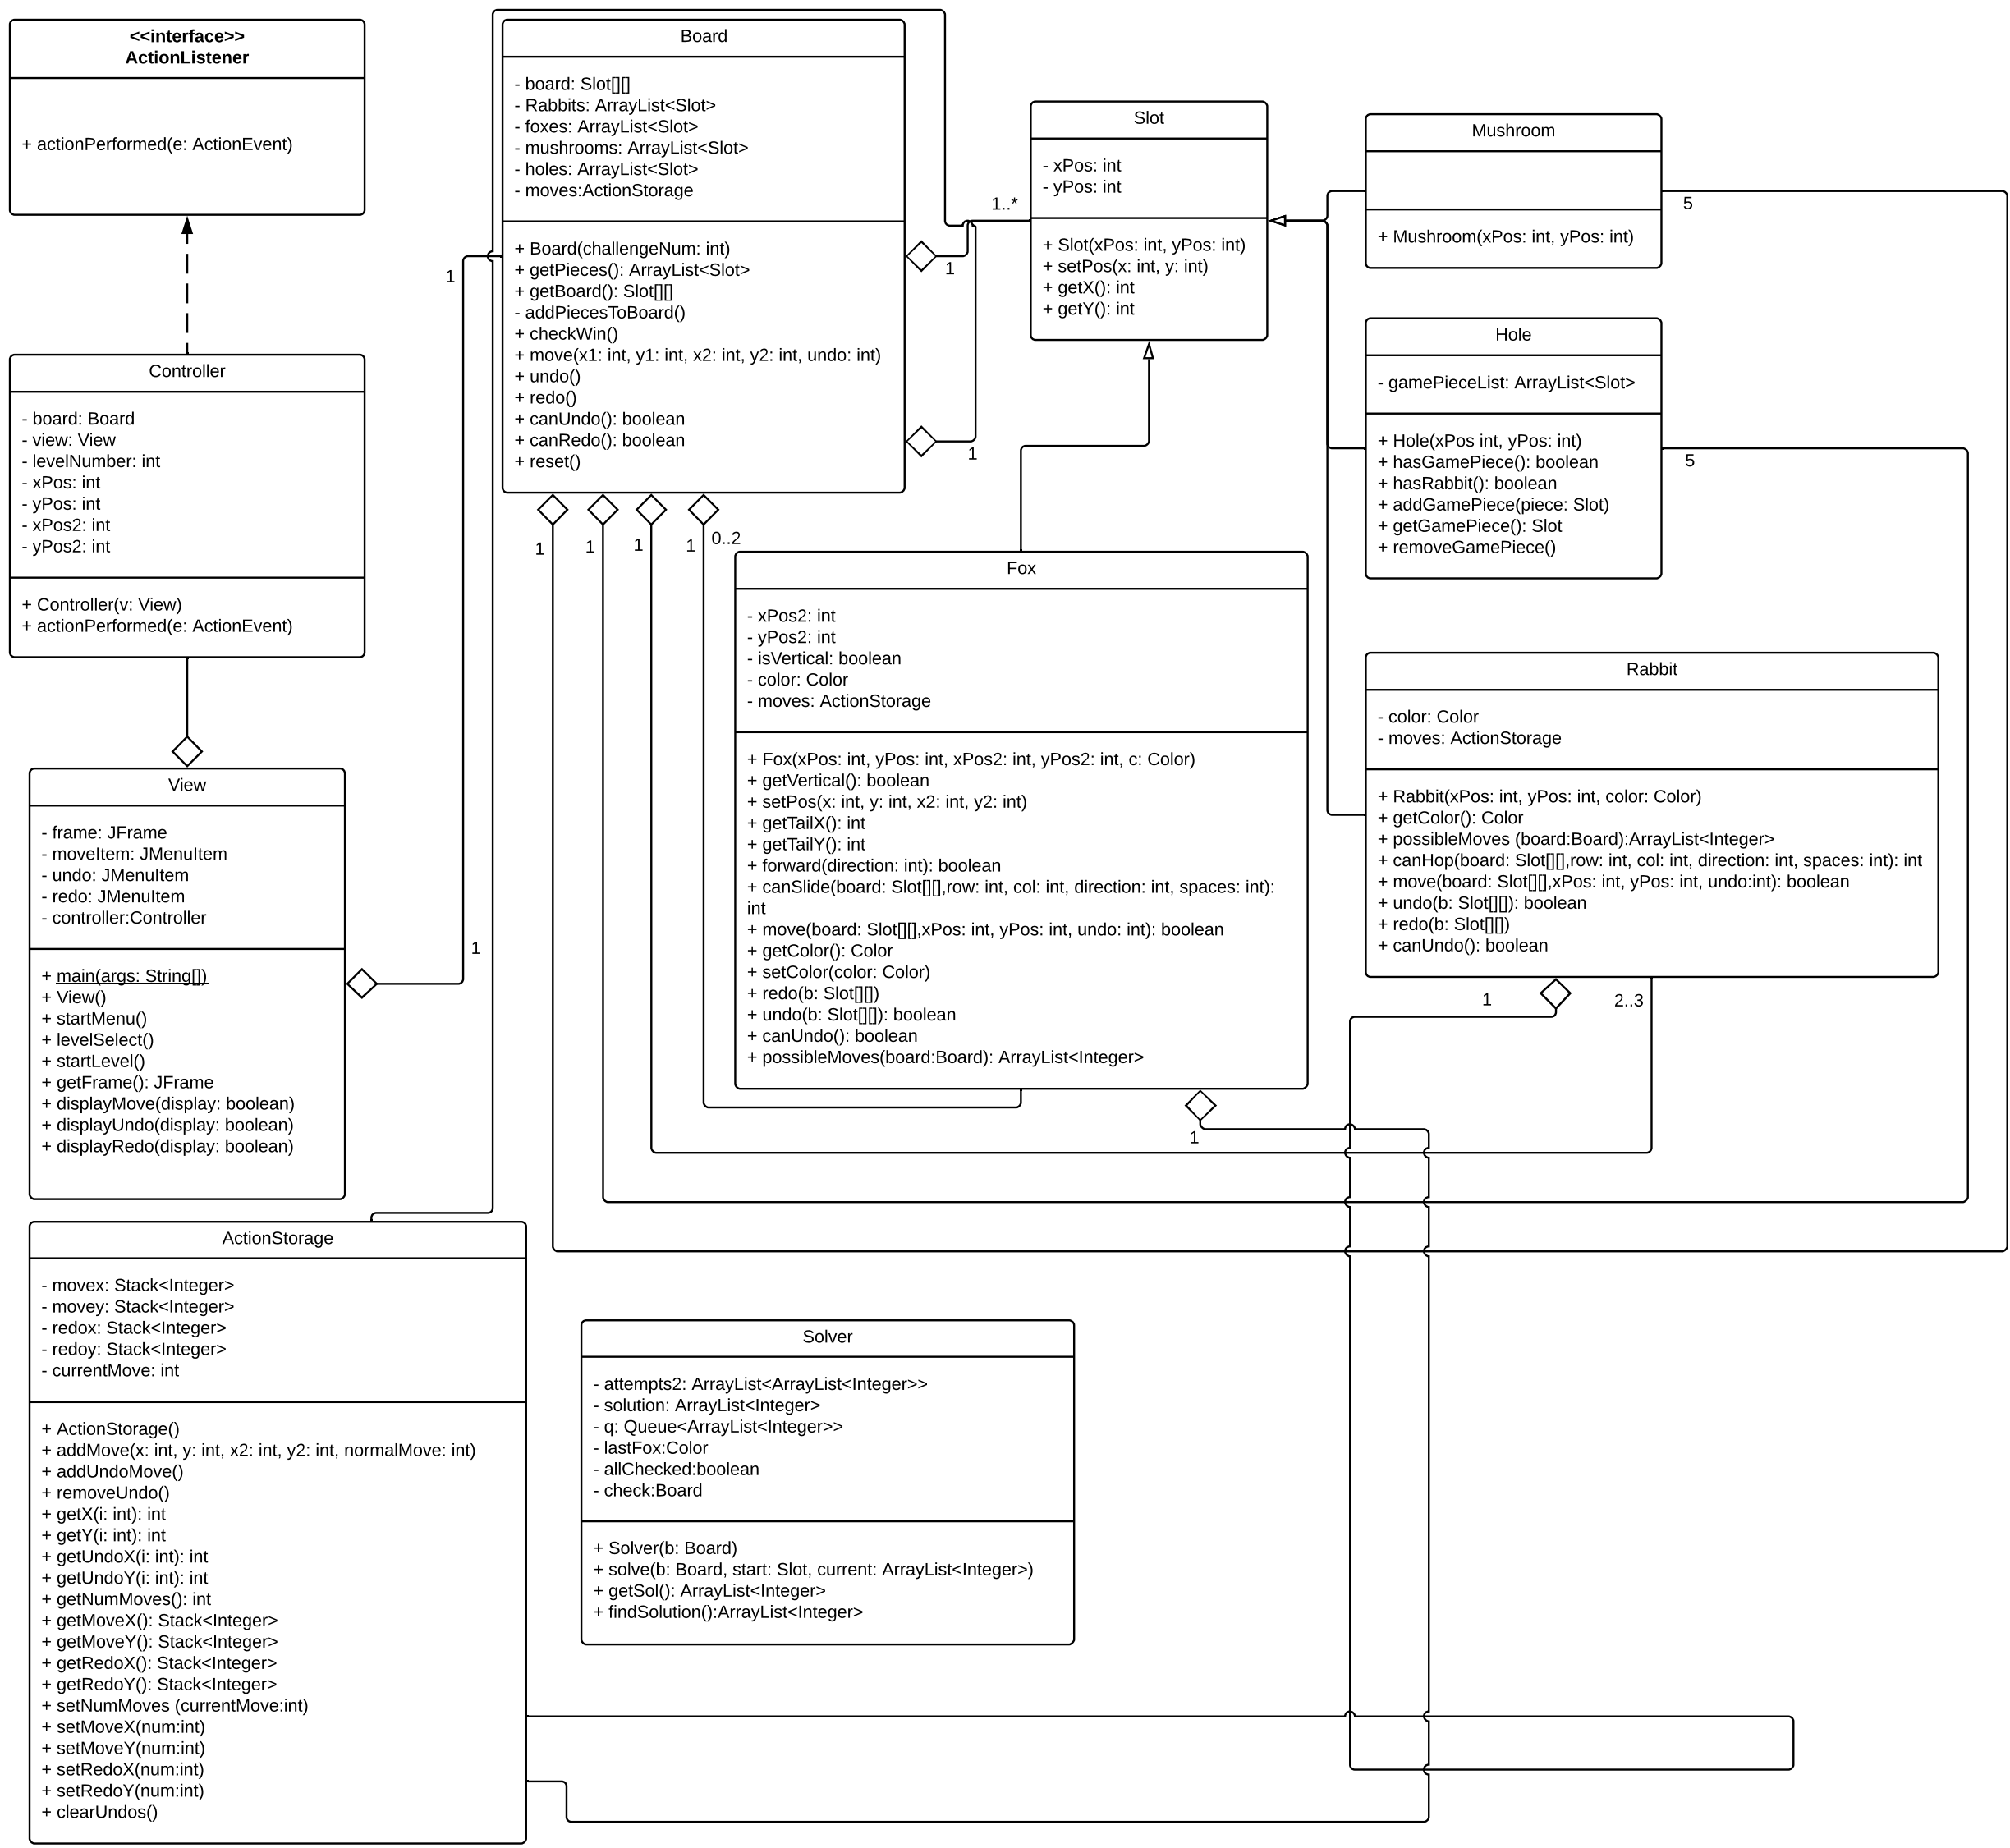 <<interface>>
ActionListener
+ actionPerformed(e: ActionEvent)
Controller
- board: Board
- view: View
- levelNumber: int
- xPos: int
- yPos: int
- xPos2: int
- yPos2: int
+ Controller(v: View)
+ actionPerformed(e: ActionEvent)
View
- frame: JFrame
- moveItem: JMenuItem
- undo: JMenuItem
- redo: JMenuItem
- controller:Controller
+ main(args: String[])
+ View()
+ startMenu()
+ levelSelect()
+ startLevel()
+ getFrame(): JFrame
+ displayMove(display: boolean)
+ displayUndo(display: boolean)
+ displayRedo(display: boolean)
1
1
ActionStorage
- movex: Stack<Integer>
- movey: Stack<Integer>
- redox: Stack<Integer>
- redoy: Stack<Integer>
- currentMove: int
+ ActionStorage()
+ addMove(x: int, y: int, x2: int, y2: int, normalMove: int)
+ addUndoMove()
+ removeUndo()
+ getX(i: int): int
+ getY(i: int): int
+ getUndoX(i: int): int
+ getUndoY(i: int): int
+ getNumMoves(): int
+ getMoveX(): Stack<Integer>
+ getMoveY(): Stack<Integer>
+ getRedoX(): Stack<Integer>
+ getRedoY(): Stack<Integer>
+ setNumMoves (currentMove:int)
+ setMoveX(num:int)
+ setMoveY(num:int)
+ setRedoX(num:int)
+ setRedoY(num:int)
+ clearUndos()
Board
- board: Slot[][]
- Rabbits: ArrayList<Slot>
- foxes: ArrayList<Slot>
- mushrooms: ArrayList<Slot>
- holes: ArrayList<Slot>
- moves:ActionStorage
+ Board(challengeNum: int)
+ getPieces(): ArrayList<Slot>
+ getBoard(): Slot[][]
- addPiecesToBoard()
+ checkWin()
+ move(x1: int, y1: int, x2: int, y2: int, undo: int)
+ undo()
+ redo()
+ canUndo(): boolean
+ canRedo(): boolean
+ reset()
1..*
1
1
1
1
1
1
0..2
Slot
- xPos: int
- yPos: int
+ Slot(xPos: int, yPos: int)
+ setPos(x: int, y: int)
+ getX(): int
+ getY(): int
Fox
- xPos2: int
- yPos2: int
- isVertical: boolean
- color: Color
- moves: ActionStorage
+ Fox(xPos: int, yPos: int, xPos2: int, yPos2: int, c: Color)
+ getVertical(): boolean
+ setPos(x: int, y: int, x2: int, y2: int)
+ getTailX(): int
+ getTailY(): int
+ forward(direction: int): boolean
+ canSlide(board: Slot[][],row: int, col: int, direction: int, spaces: int):
int
+ move(board: Slot[][],xPos: int, yPos: int, undo: int): boolean
+ getColor(): Color
+ setColor(color: Color)
+ redo(b: Slot[][])
+ undo(b: Slot[][]): boolean
+ canUndo(): boolean
+ possibleMoves(board:Board): ArrayList<Integer>
1
Solver
- attempts2: ArrayList<ArrayList<Integer>>
- solution: ArrayList<Integer>
- q: Queue<ArrayList<Integer>>
- lastFox:Color
- allChecked:boolean
- check:Board
+ Solver(b: Board)
+ solve(b: Board, start: Slot, current: ArrayList<Integer>)
+ getSol(): ArrayList<Integer>
+ findSolution():ArrayList<Integer>
Mushroom
+ Mushroom(xPos: int, yPos: int)
5
Hole
- gamePieceList: ArrayList<Slot>
+ Hole(xPos int, yPos: int)
+ hasGamePiece(): boolean
+ hasRabbit(): boolean
+ addGamePiece(piece: Slot)
+ getGamePiece(): Slot
+ removeGamePiece()
5
Rabbit
- color: Color
- moves: ActionStorage
+ Rabbit(xPos: int, yPos: int, color: Color)
+ getColor(): Color
+ possibleMoves (board:Board):ArrayList<Integer>
+ canHop(board: Slot[][],row: int, col: int, direction: int, spaces: int): int
+ move(board: Slot[][],xPos: int, yPos: int, undo:int): boolean
+ undo(b: Slot[][]): boolean
+ redo(b: Slot[][])
+ canUndo(): boolean
1
2..3